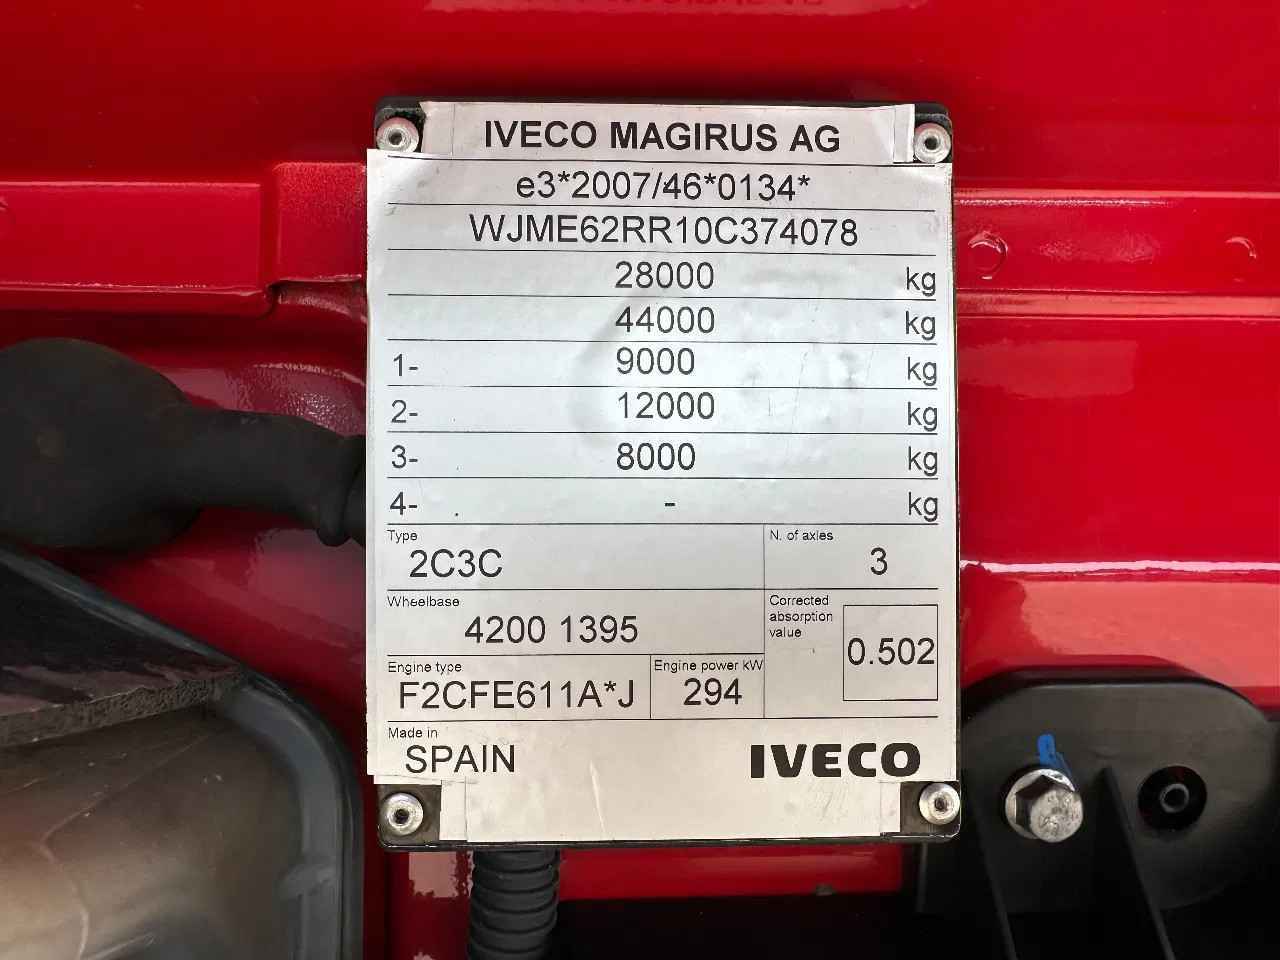 IVECO MAGIRUS AG
e3*2007/46*0134*
WJME62RR10C374078
28000 kg
44000 kg
1- 9000 kg
2- 12000 kg
3- 8000 kg
4- - kg
Type N. of axles
2C3C 3
Wheelbase
4200 1395
Corrected
absorption
value
0.502
Engine type Engine power kW
F2CFE611A*J 294
Made in
SPAIN IVECO